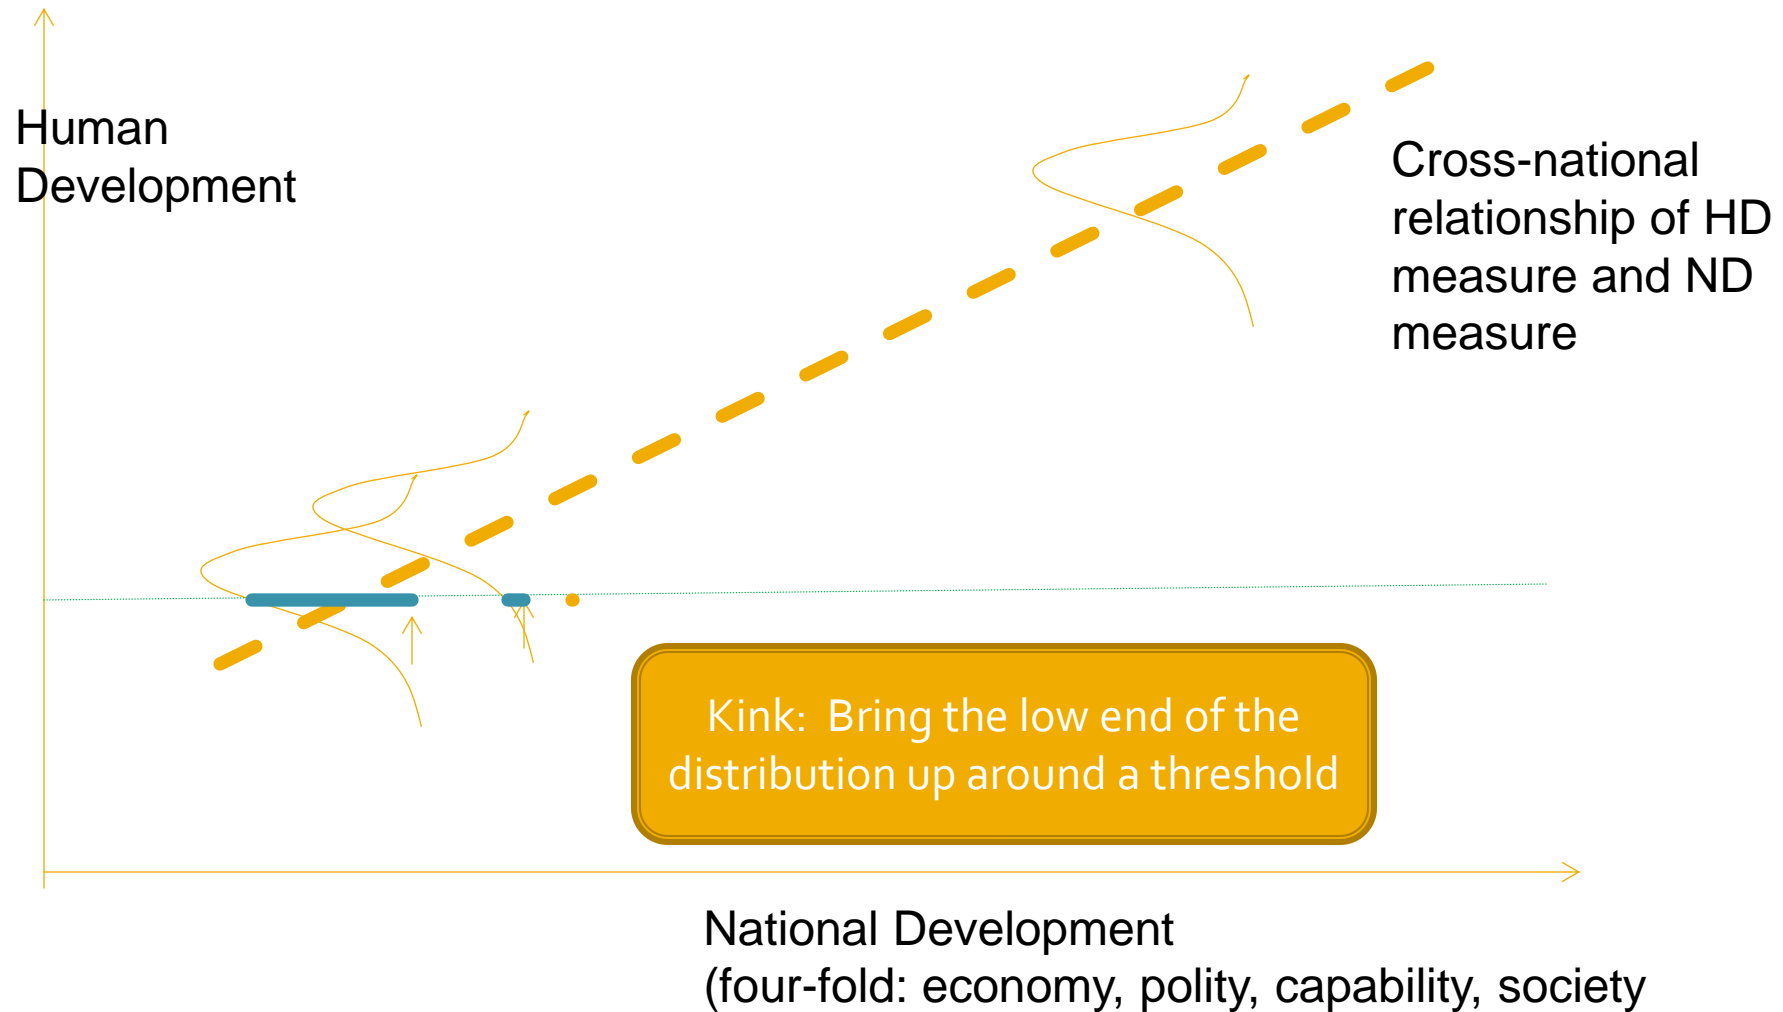 Human
Development
Cross-national
relationship of HD
measure and ND
measure
Kink:  Bring the low end of the
distribution up around a threshold
National Development
(four-fold: economy, polity, capability, society